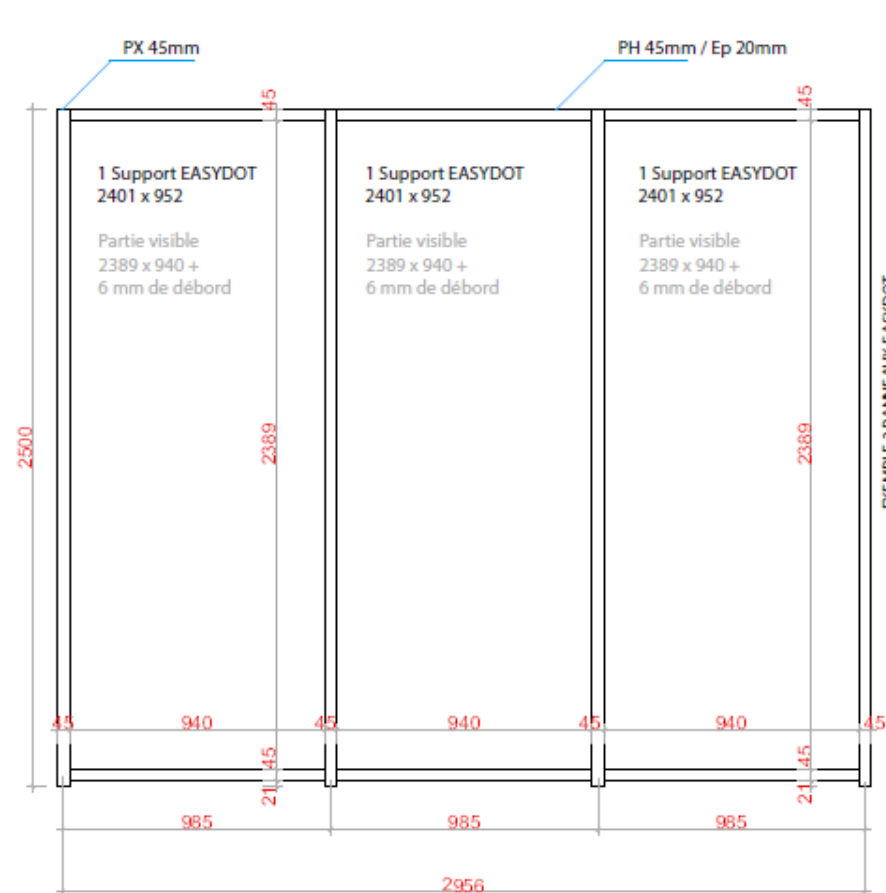 PX 45mm
PH 45mm / Ep 20mm
45
45
1 Support EASYDOT
2401 x 952
Partie visible
2389 x 940 +
6 mm de débord
1 Support EASYDOT
2401 x 952
Partie visible
2389 x 940 +
6 mm de débord
1 Support EASYDOT
2401 x 952
Partie visible
2389 x 940 +
6 mm de débord
2500
2389
2389
45
940
45
940
45
940
45
45
45
21
21
985
985
985
2956